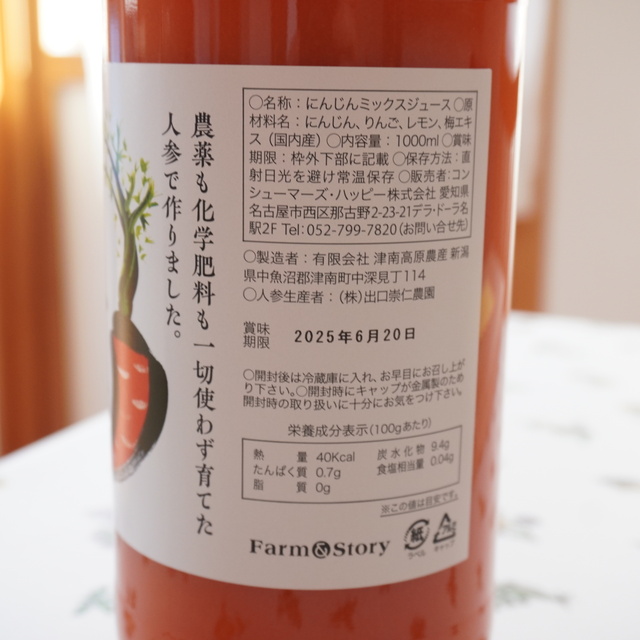 農薬も化学肥料も一切使わず育てた
人参で作りました。
○名称：にんじんミックスジュース ○原
材料名：にんじん、りんご、レモン、梅エキ
ス（国内産）○内容量：1000ml ○賞味
期限：枠外下部に記載 ○保存方法：直
射日光を避け常温保存 ○販売者：コン
シューマーズ・ハッピー株式会社 愛知県
名古屋市西区那古野2-23-21デラ・ドーラ名
駅2F Tel：052-799-7820（お問い合せ先）
○製造者：有限会社 津南高原農産 新潟
県中魚沼郡津南町中深見丁114
○人参生産者：（株）出口崇仁農園
賞味
期限 2025年6月20日
○開封後は冷蔵庫に入れ、お早目にお召し上が
り下さい。○開封時にキャップが金属製のため
開封時の取り扱いに十分にお気をつけ下さい。
栄養成分表示（100gあたり）
熱量 40Kcal 炭水化物 9.4g
たんぱく質 0.7g 食塩相当量 0.04g
脂質 0g
※この値は目安です。
Farm&Story
紙
ラベル
キャップ